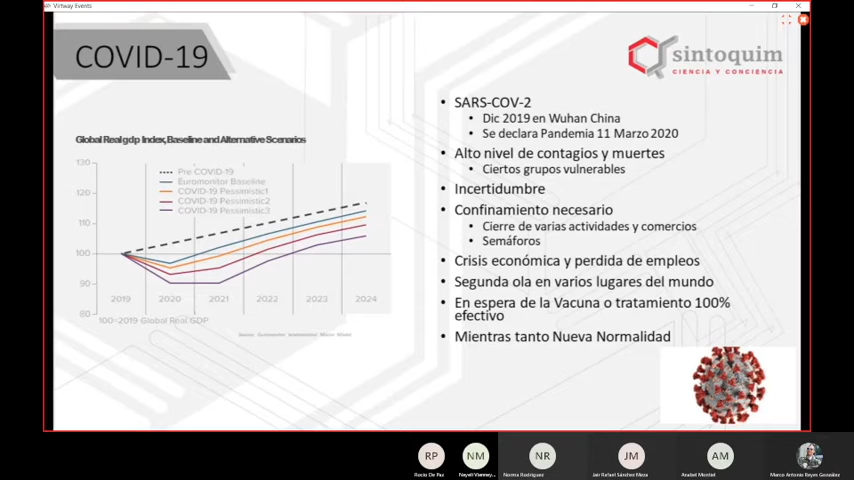 Virtway Events
COVID-19
sintoquim
CIENCIA Y CONCIENCIA
Global Real gdp Index, Baseline and Alternative Scenarios
130
120
110
100
90
80
Pre COVID-19
Euromonitor Baseline
COVID-19 Pessimistic1
COVID-19 Pessimistic2
COVID-19 Pessimistic3
2019 2020 2021 2022 2023 2024
100=2019 Global Real GDP
• SARS-COV-2
• Dic 2019 en Wuhan China
• Se declara Pandemia 11 Marzo 2020
• Alto nivel de contagios y muertes
• Ciertos grupos vulnerables
• Incertidumbre
• Confinamiento necesario
• Cierre de varias actividades y comercios
• Semáforos
• Crisis económica y perdida de empleos
• Segunda ola en varios lugares del mundo
• En espera de la Vacuna o tratamiento 100%
efectivo
• Mientras tanto Nueva Normalidad
RP NM NR JM AM
Rocio De Paz
Norma Rodriguez
Jair Rafael Sánchez Meza
Anabel Montiel
Marco Antonio Reyes González